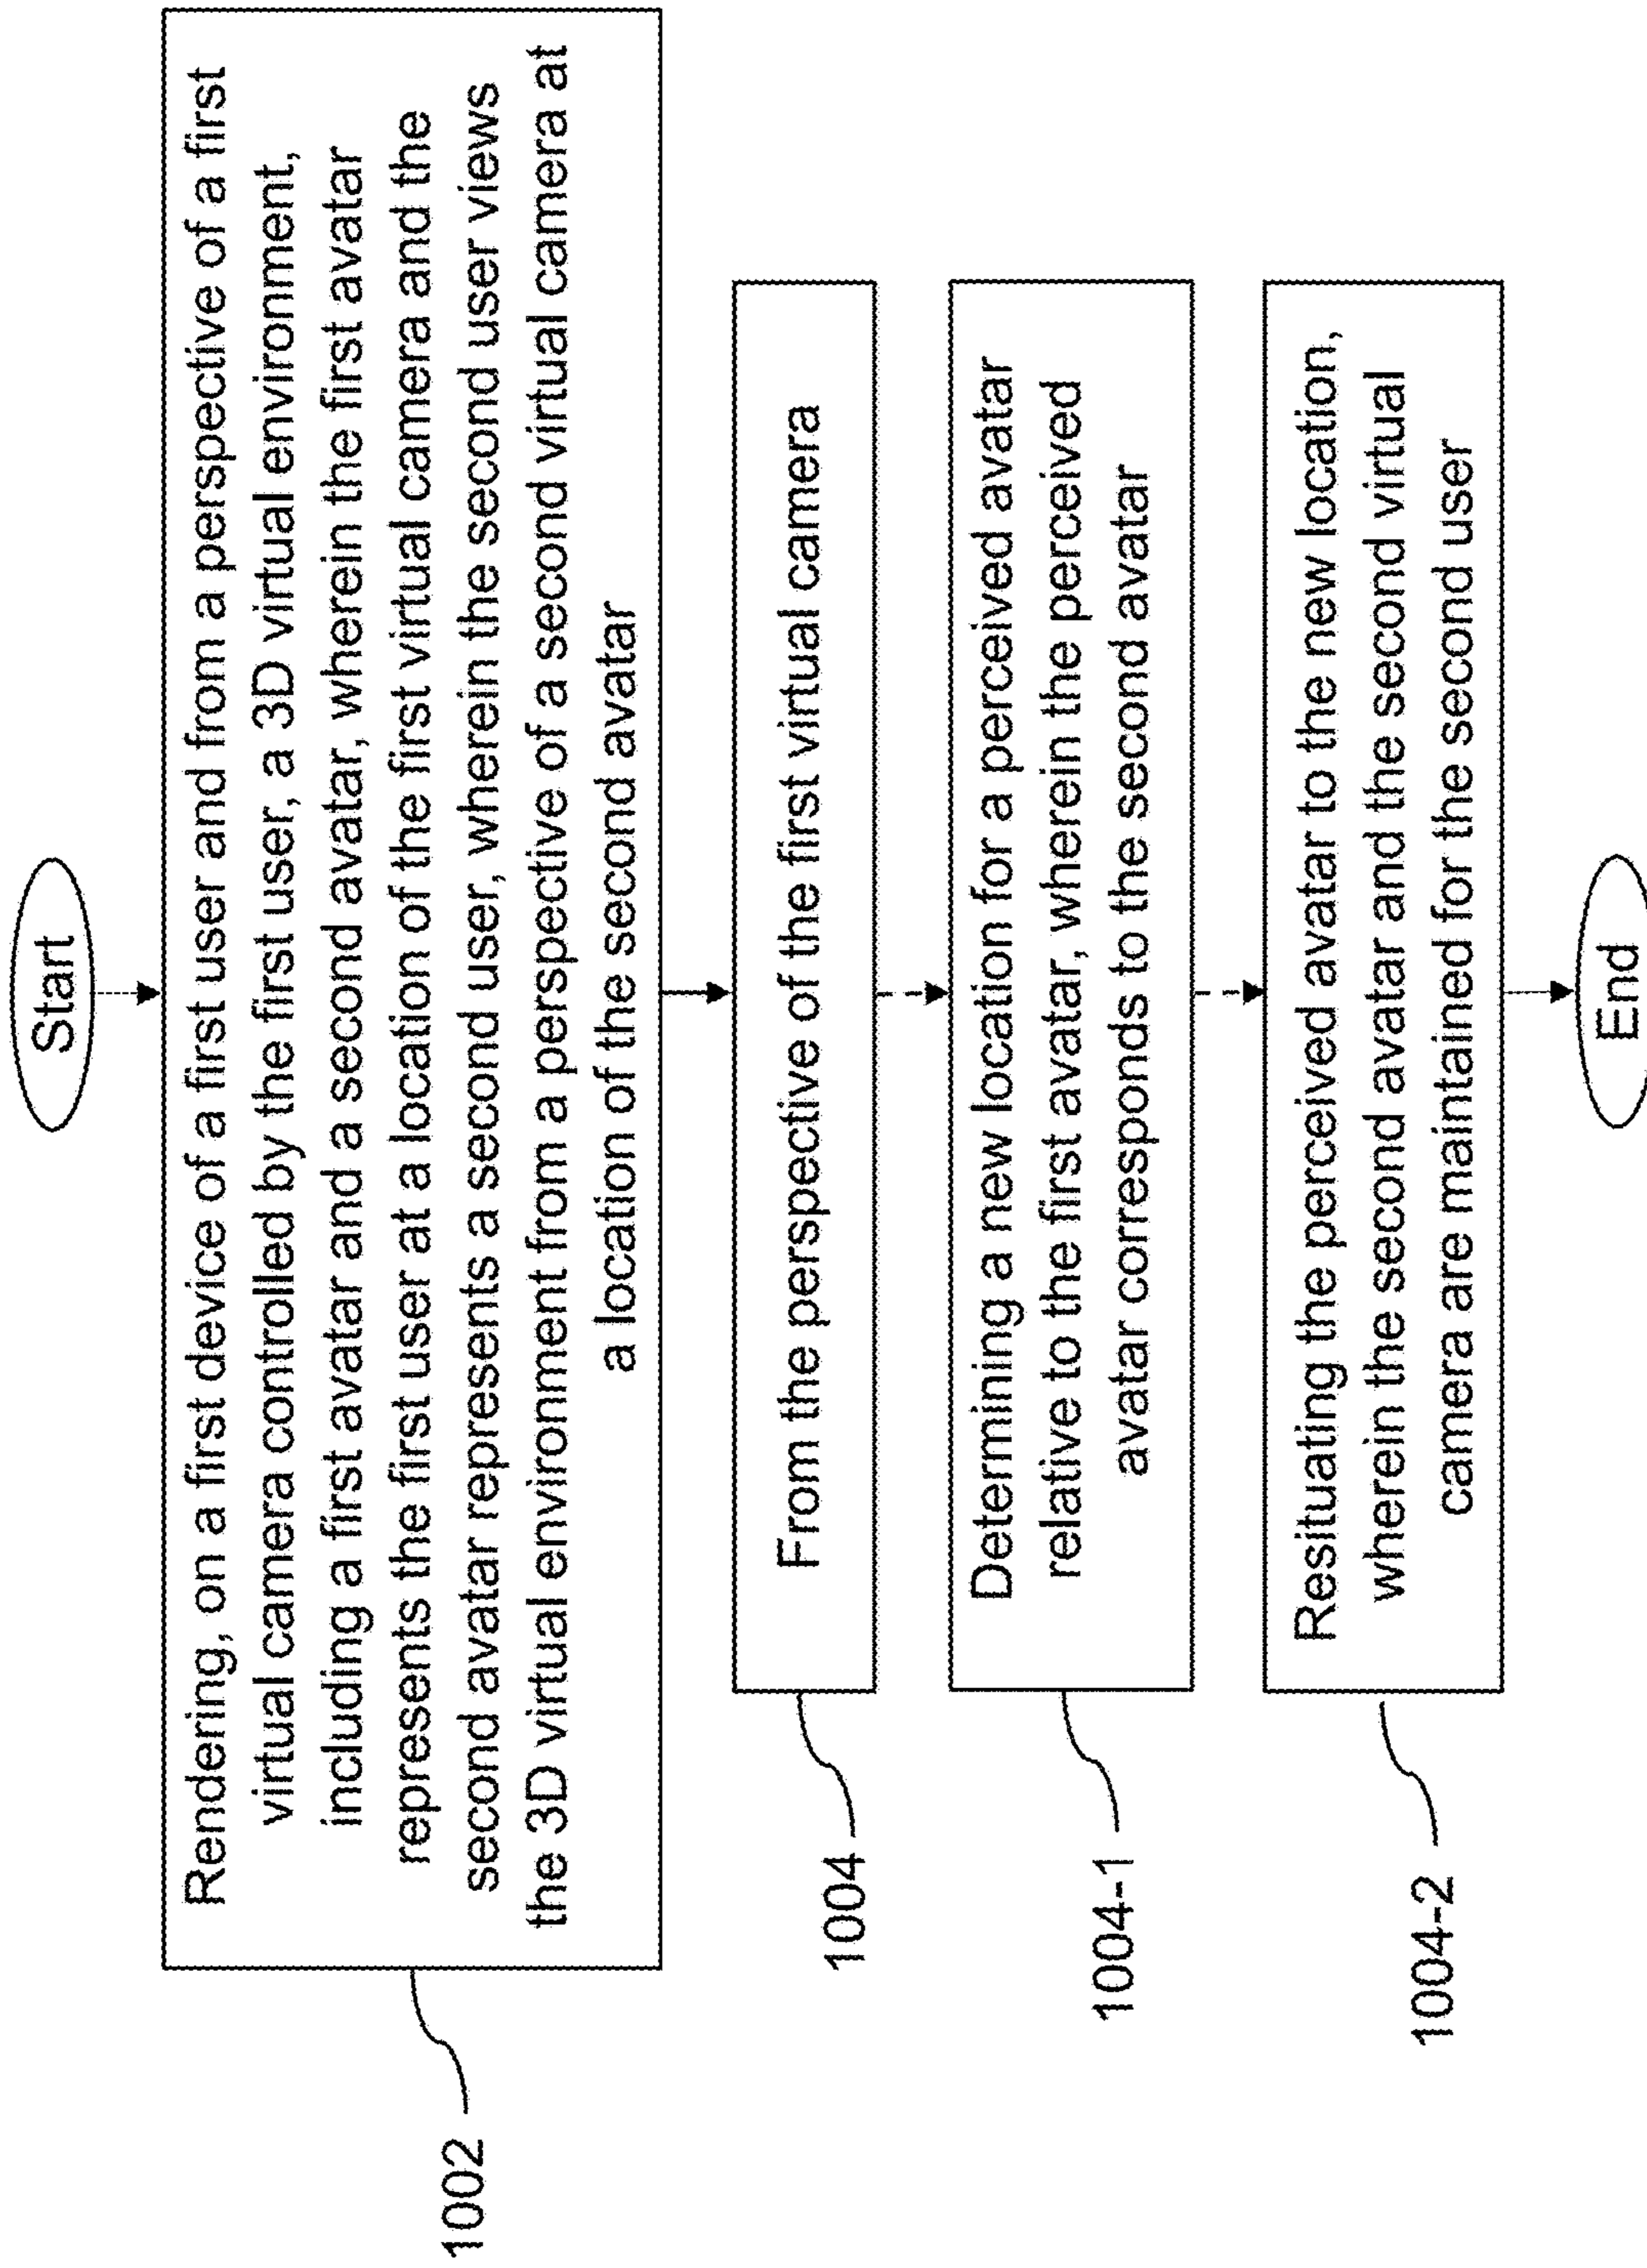 Start
Rendering, on a first device of a first user and from a perspective of a first
virtual camera controlled by the first user, a 3D virtual environment,
including a first avatar and a second avatar, wherein the first avatar
represents the first user at a location of the first virtual camera and the
second avatar represents a second user, wherein the second user views
the 3D virtual environment from a perspective of a second virtual camera at
a location of the second avatar
1002
From the perspective of the first virtual camera
1004
Determining a new location for a perceived avatar
relative to the first avatar, wherein the perceived
avatar corresponds to the second avatar
1004-1
Resituating the perceived avatar to the new location,
wherein the second avatar and the second virtual
camera are maintained for the second user
1004-2
End